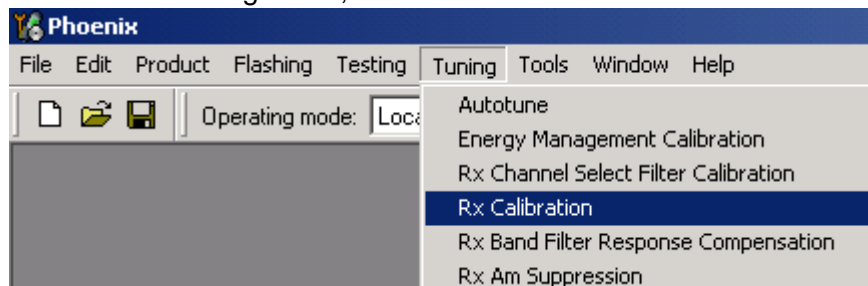 Phoenix
File Edit Product Flashing Testing Tuning Tools Window Help
Operating mode: Loca
Autotune
Energy Management Calibration
Rx Channel Select Filter Calibration
Rx Calibration
Rx Band Filter Response Compensation
Rx Am Suppression